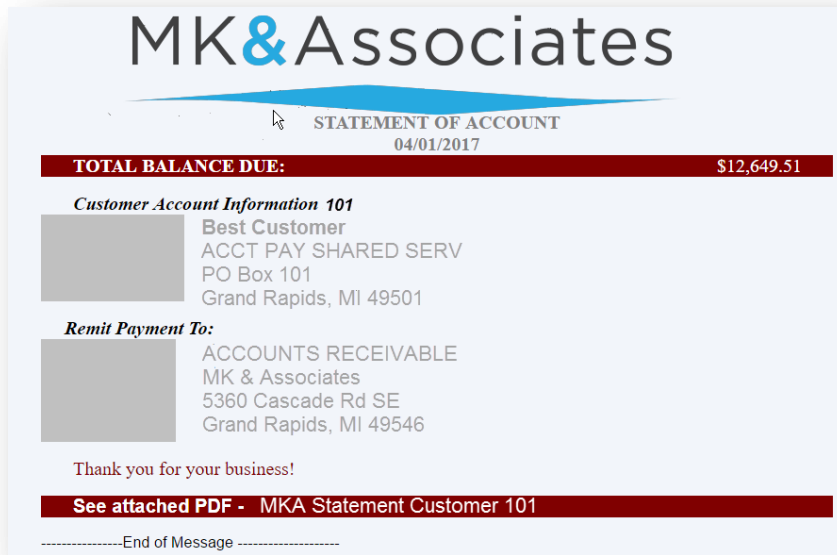 MK&Associates
STATEMENT OF ACCOUNT
04/01/2017
TOTAL BALANCE DUE: $12,649.51
Customer Account Information 101
Best Customer
ACCT PAY SHARED SERV
PO Box 101
Grand Rapids, MI 49501
Remit Payment To:
ACCOUNTS RECEIVABLE
MK & Associates
5360 Cascade Rd SE
Grand Rapids, MI 49546
Thank you for your business!
See attached PDF - MKA Statement Customer 101
----------------End of Message --------------------